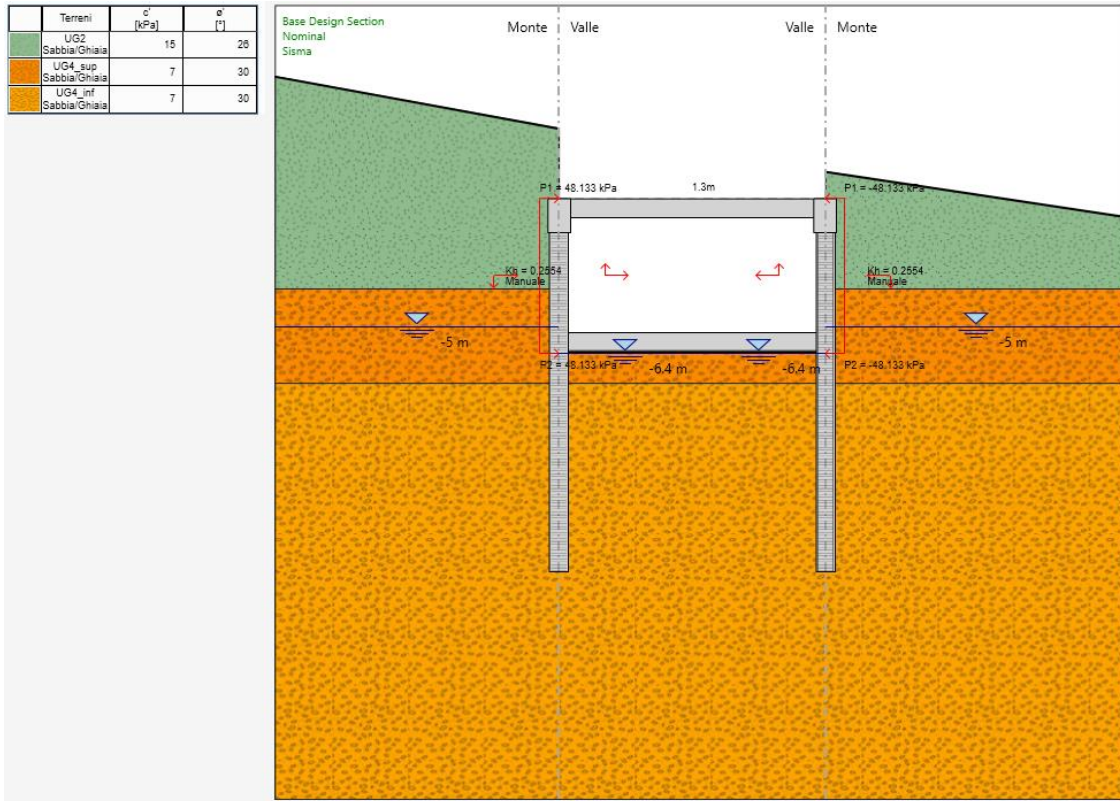 Terreni
c'
[kPa]
ø'
[°]
UG2
Sabbia/Ghiaia
15
26
UG4_sup
Sabbia/Ghiaia
7
30
UG4_inf
Sabbia/Ghiaia
7
30
Base Design Section
Nominal
Sisma
Monte
Valle
Valle
Monte
P1 = 48.133 kPa
1.3m
P1 = -48.133 kPa
Kh = 0.2554
Manuale
Kh = 0.2554
Manuale
-5 m
-5 m
P2 = 48.133 kPa
-6,4 m
-6,4 m
P2 = -48.133 kPa